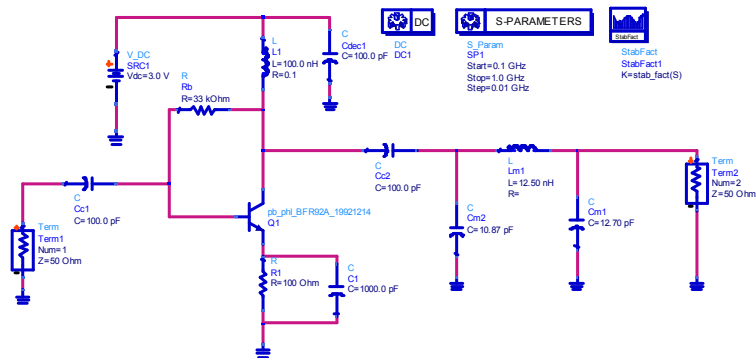 V_DC
SRC1
Vdc=3.0 V
L
L1
L=100.0 nH
R=0.1
C
Cdec1
C=100.0 pF
DC
DC
DC1
S-PARAMETERS
S_Param
SP1
Start=0.1 GHz
Stop=1.0 GHz
Step=0.01 GHz
StabFact
StabFact
StabFact1
K=stab_fact(S)
R
Rb
R=33 kOhm
C
Cc1
C=100.0 pF
Term
Term1
Num=1
Z=50 Ohm
pb_phl_BFR92A_19921214
Q1
R
R1
R=100 Ohm
C
C1
C=1000.0 pF
C
Cc2
C=100.0 pF
C
Cm2
C=10.87 pF
L
Lm1
L=12.50 nH
R=
C
Cm1
C=12.70 pF
Term
Term2
Num=2
Z=50 Ohm